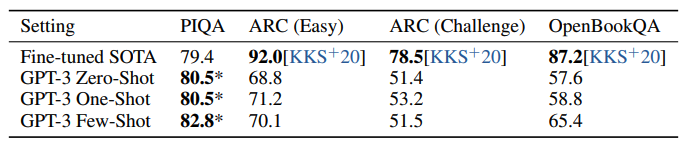 Setting PIQA ARC (Easy) ARC (Challenge) OpenBookQA
Fine-tuned SOTA 79.4 92.0[KKS+20] 78.5[KKS+20] 87.2[KKS+20]
GPT-3 Zero-Shot 80.5* 68.8 51.4 57.6
GPT-3 One-Shot 80.5* 71.2 53.2 58.8
GPT-3 Few-Shot 82.8* 70.1 51.5 65.4